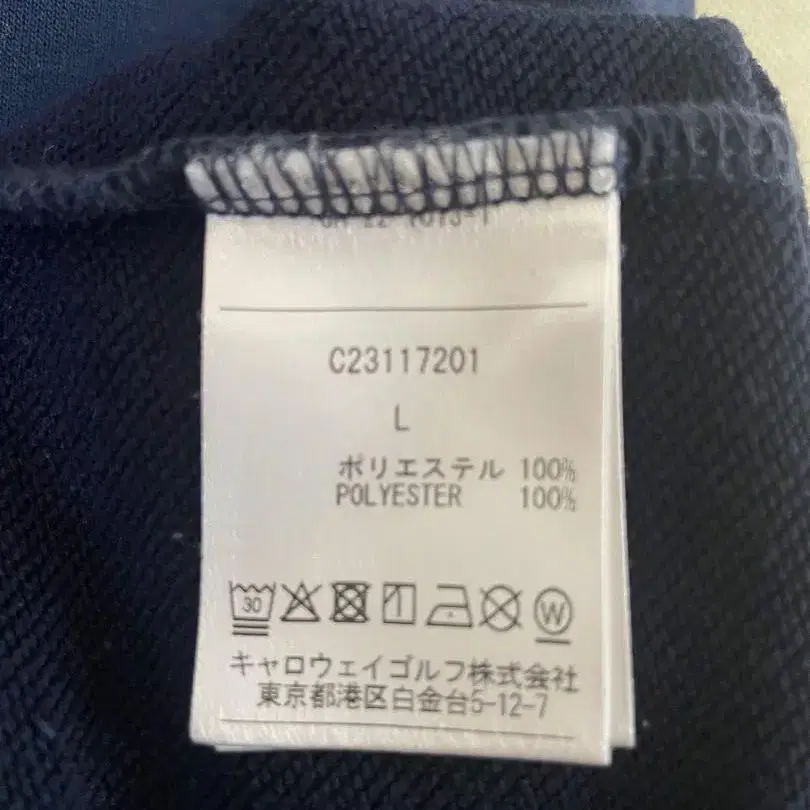 C23117201
L
ポリエステル 100%
POLYESTER 100%
30 W
キャロウェイゴルフ株式会社
東京都港区白金台5-12-7